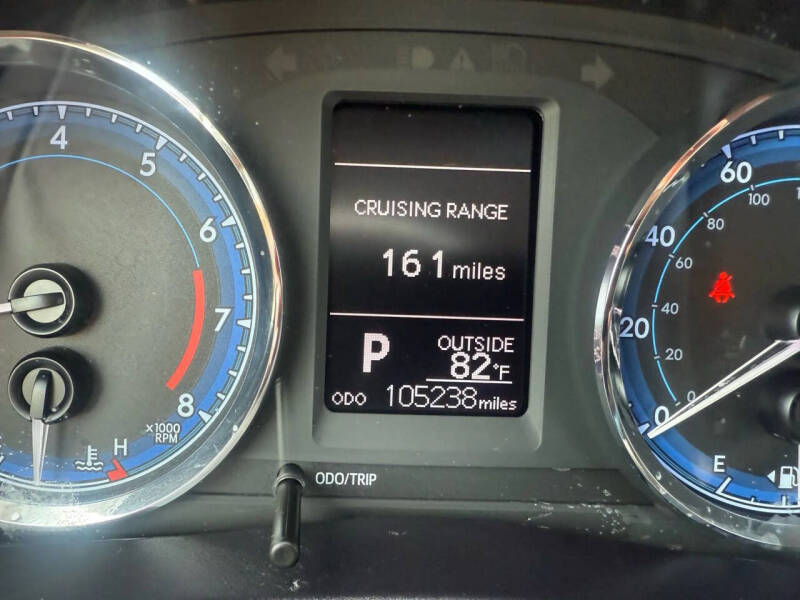 4
5
6
7
8
x1000
RPM
H
CRUISING RANGE
161 miles
P
OUTSIDE
82°F
ODO 105238 miles
ODO/TRIP
60
40
20
0
100
80
60
40
20
0
E